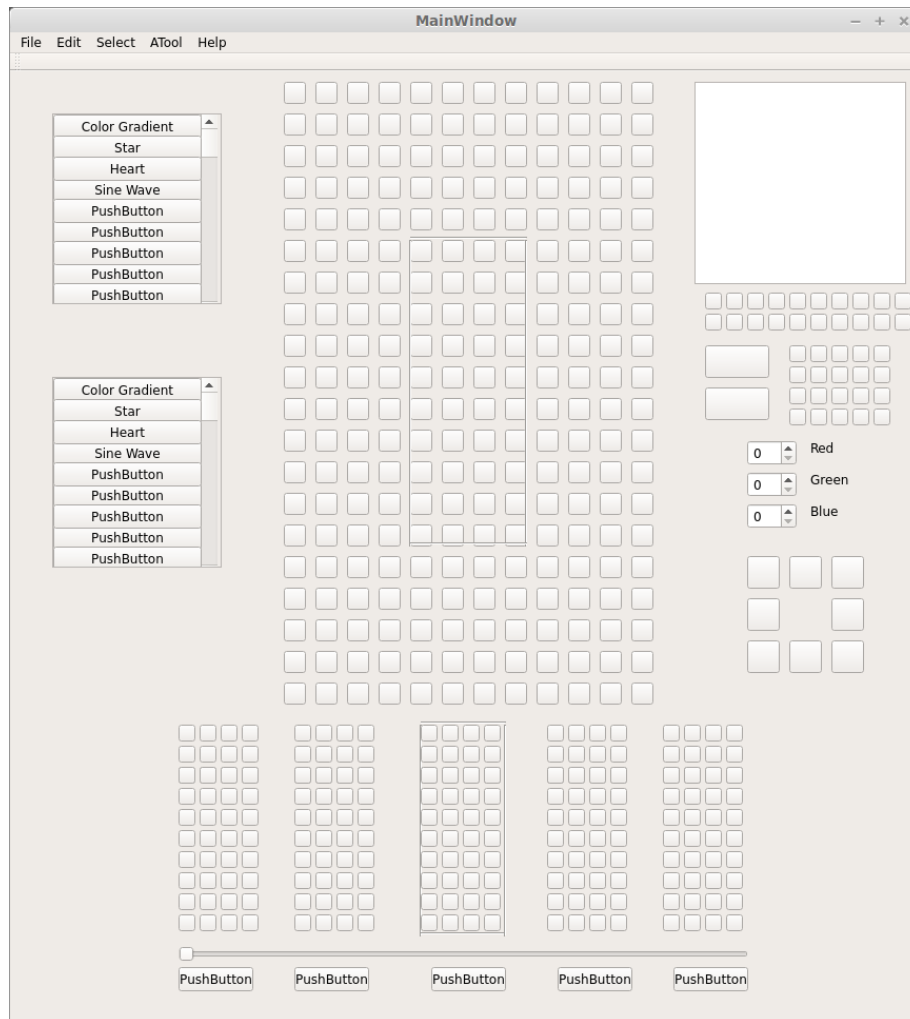 MainWindow
File Edit Select ATool Help
Color Gradient
Star
Heart
Sine Wave
PushButton
PushButton
PushButton
PushButton
PushButton
Color Gradient
Star
Heart
Sine Wave
PushButton
PushButton
PushButton
PushButton
PushButton
0 Red
0 Green
0 Blue
PushButton PushButton PushButton PushButton PushButton